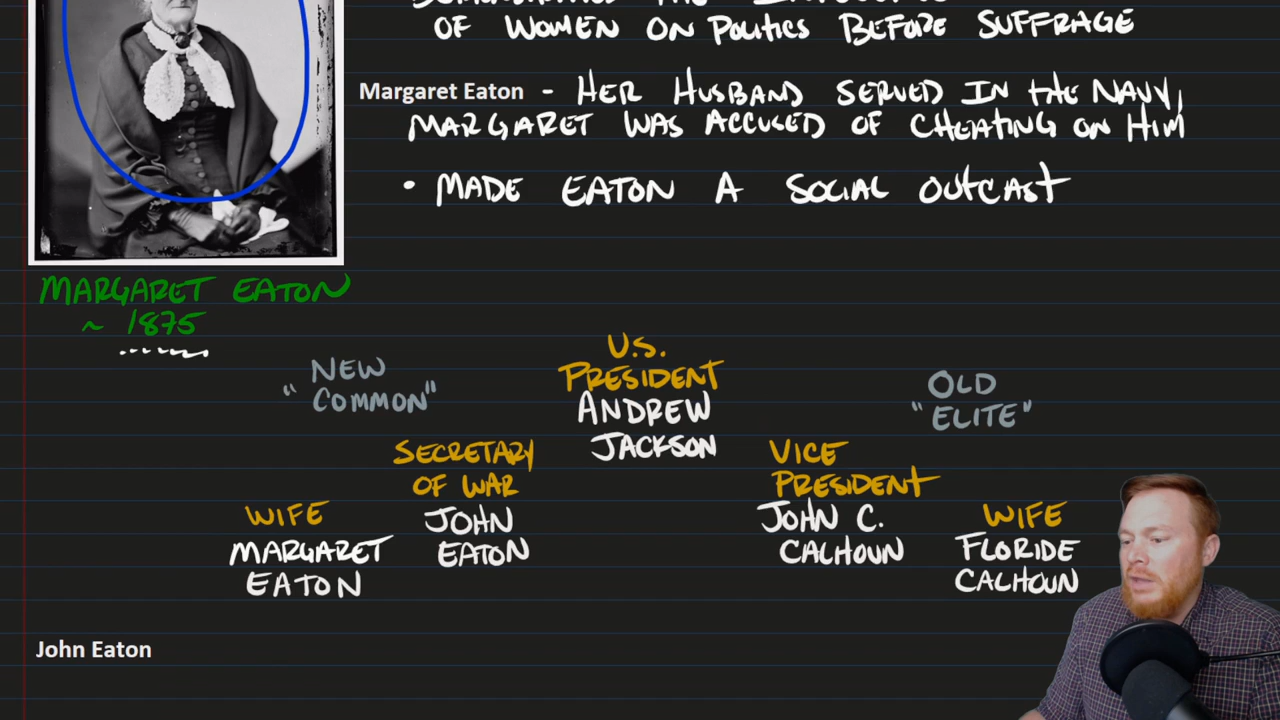 OF WOMEN ON POLITICS BEFORE SUFFRAGE
Margaret Eaton - HER HUSBAND SERVED IN THE NAVY,
MARGARET WAS ACCUSED OF CHEATING ON HIM
• MADE EATON A SOCIAL OUTCAST
MARGARET EATON
~ 1875
NEW
"COMMON"
U.S.
PRESIDENT
ANDREW
JACKSON
OLD
"ELITE"
SECRETARY
OF WAR
JOHN
EATON
VICE
PRESIDENT
JOHN C.
CALHOUN
WIFE
MARGARET
EATON
WIFE
FLORIDE
CALHOUN
John Eaton